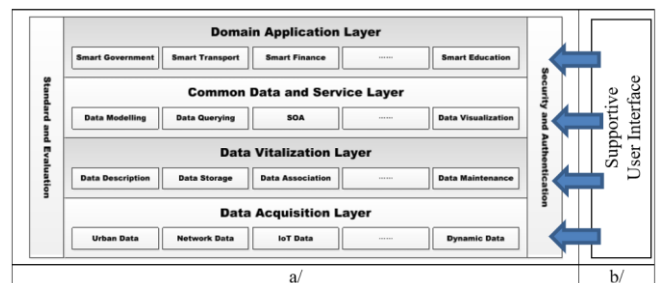 Domain Application Layer
Smart Government Smart Transport Smart Finance ...... Smart Education
Common Data and Service Layer
Data Modelling Data Querying SOA ...... Data Visualization
Data Vitalization Layer
Data Description Data Storage Data Association ...... Data Maintenance
Data Acquisition Layer
Urban Data Network Data IoT Data ...... Dynamic Data
Standard and Evaluation
Security and Authentication
Supportive
User Interface
a/
b/